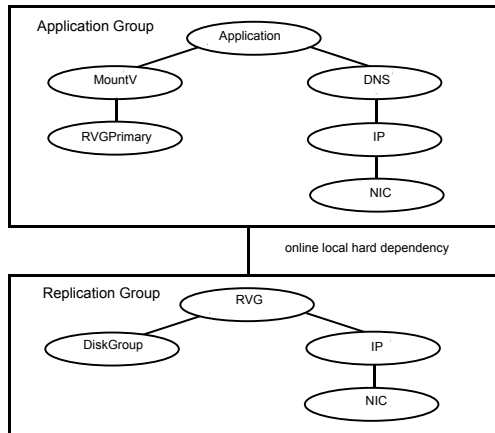 Application Group
Application
MountV
DNS
RVGPrimary
IP
NIC
online local hard dependency
Replication Group
RVG
DiskGroup
IP
NIC